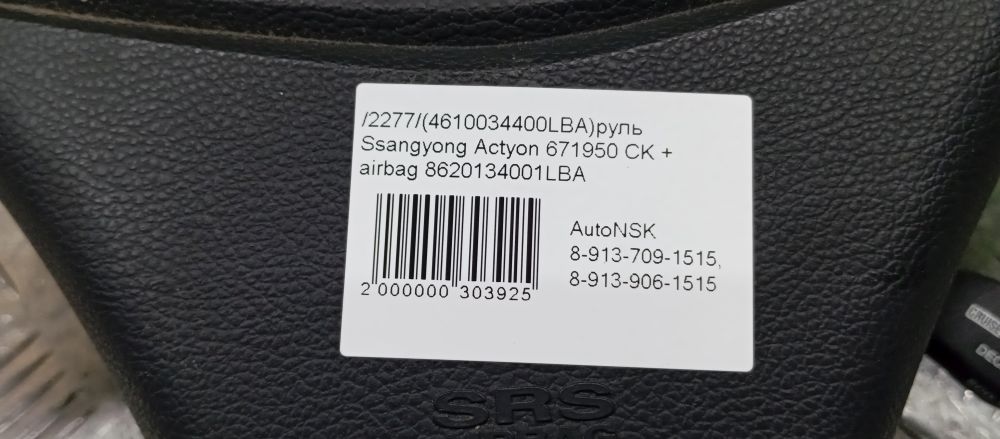 /2277/(4610034400LBA)руль
Ssangyong Actyon 671950 CK +
airbag 8620134001LBA
AutoNSK
8-913-709-1515,
8-913-906-1515
2 000000 303925
SRS